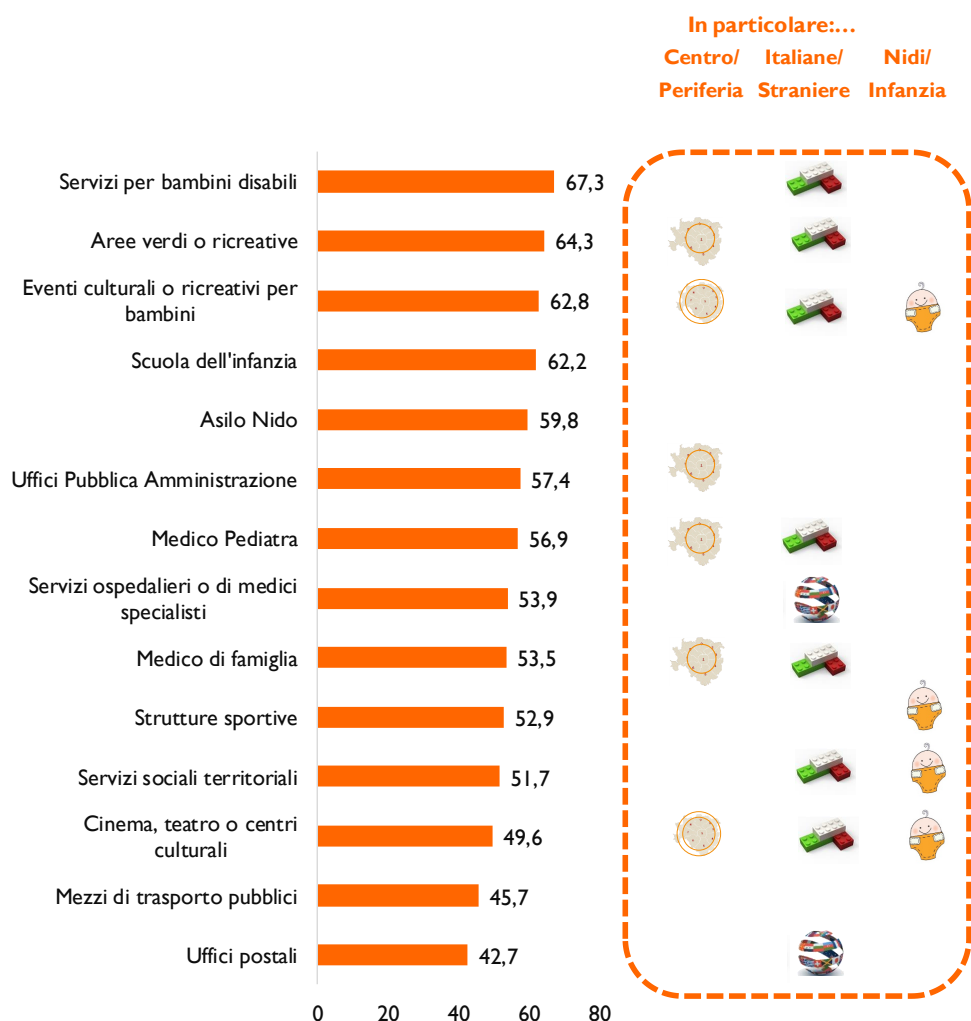 In particolare:...
Centro/ Italiane/ Nidi/
Periferia Straniere Infanzia
Servizi per bambini disabili 67,3
Aree verdi o ricreative 64,3
Eventi culturali o ricreativi per
bambini 62,8
Scuola dell'infanzia 62,2
Asilo Nido 59,8
Uffici Pubblica Amministrazione 57,4
Medico Pediatra 56,9
Servizi ospedalieri o di medici
specialisti 53,9
Medico di famiglia 53,5
Strutture sportive 52,9
Servizi sociali territoriali 51,7
Cinema, teatro o centri
culturali 49,6
Mezzi di trasporto pubblici 45,7
Uffici postali 42,7
0 20 40 60 80